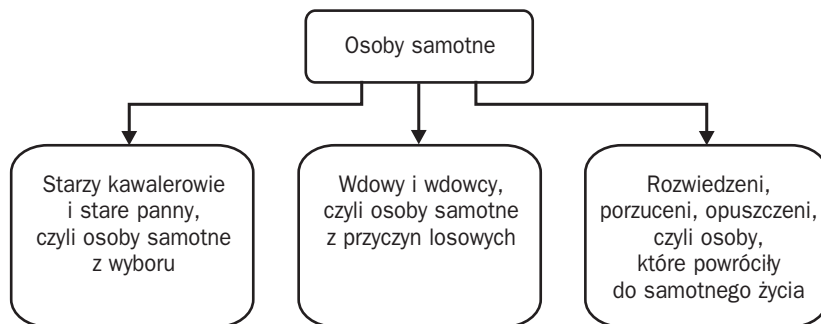 Osoby samotne
Starzy kawalerowie
i stare panny,
czyli osoby samotne
z wyboru
Wdowy i wdowcy,
czyli osoby samotne
z przyczyn losowych
Rozwiedzeni,
porzuceni, opuszczeni,
czyli osoby,
które powróciły
do samotnego życia